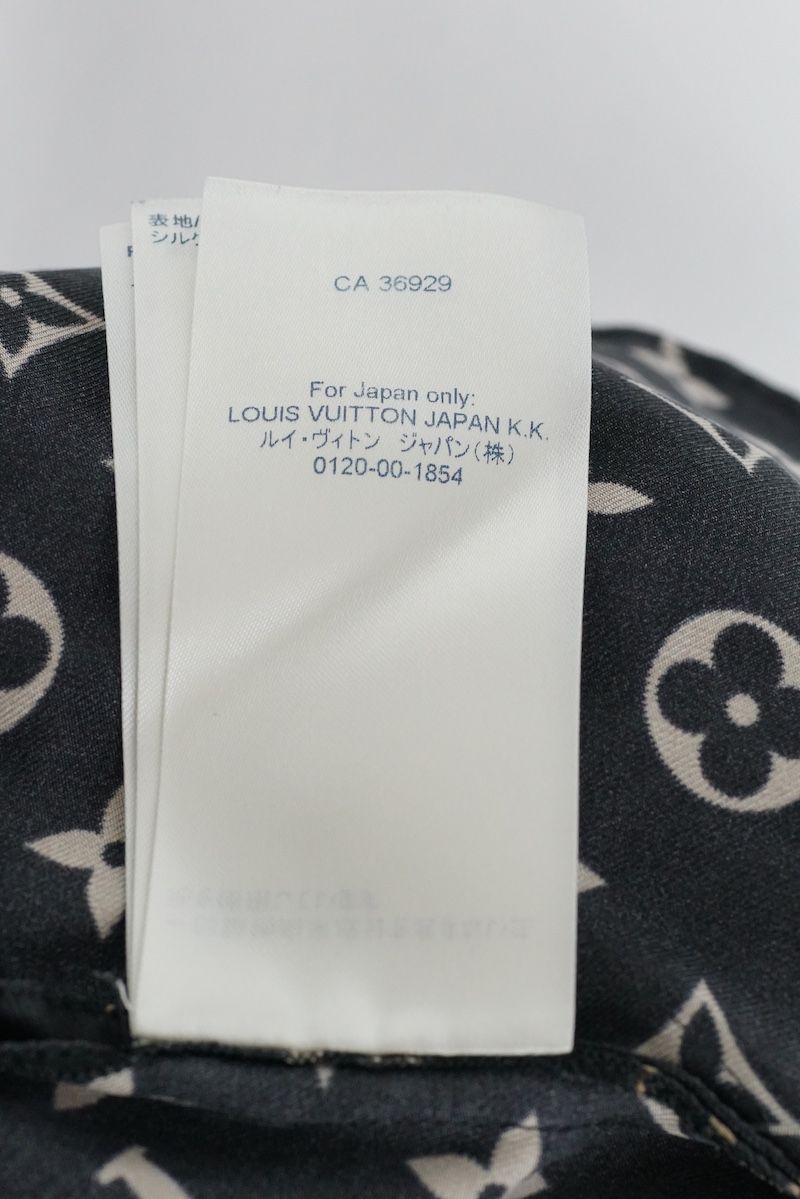 表地/
シルク
CA 36929
For Japan only:
LOUIS VUITTON JAPAN K.K.
ルイ・ヴィトン ジャパン(株)
0120-00-1854